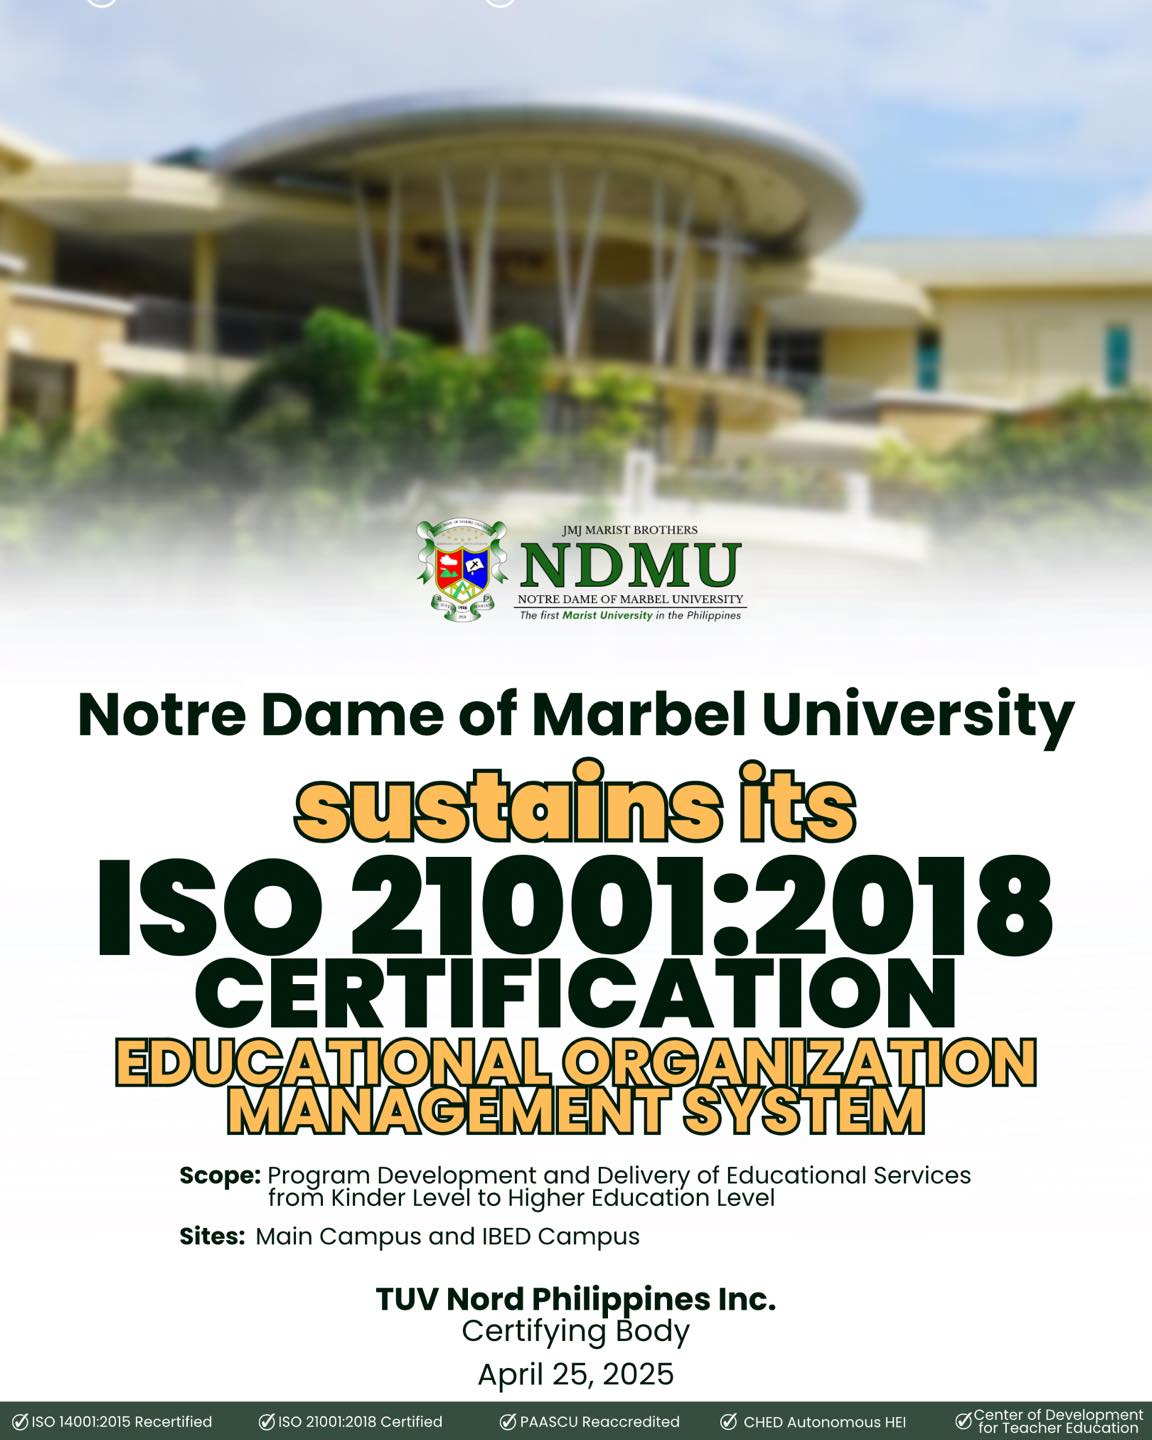 JMJ MARIST BROTHERS
NDMU
NOTRE DAME OF MARBEL UNIVERSITY
The first Marist University in the Philippines
Notre Dame of Marbel University
sustains its
ISO 21001:2018
CERTIFICATION
EDUCATIONAL ORGANIZATION
MANAGEMENT SYSTEM
Scope: Program Development and Delivery of Educational Services
from Kinder Level to Higher Education Level
Sites: Main Campus and IBED Campus
TUV Nord Philippines Inc.
Certifying Body
April 25, 2025
ISO 14001:2015 Recertified
ISO 21001:2018 Certified
PAASCU Reaccredited
CHED Autonomous HEI
Center of Development
for Teacher Education